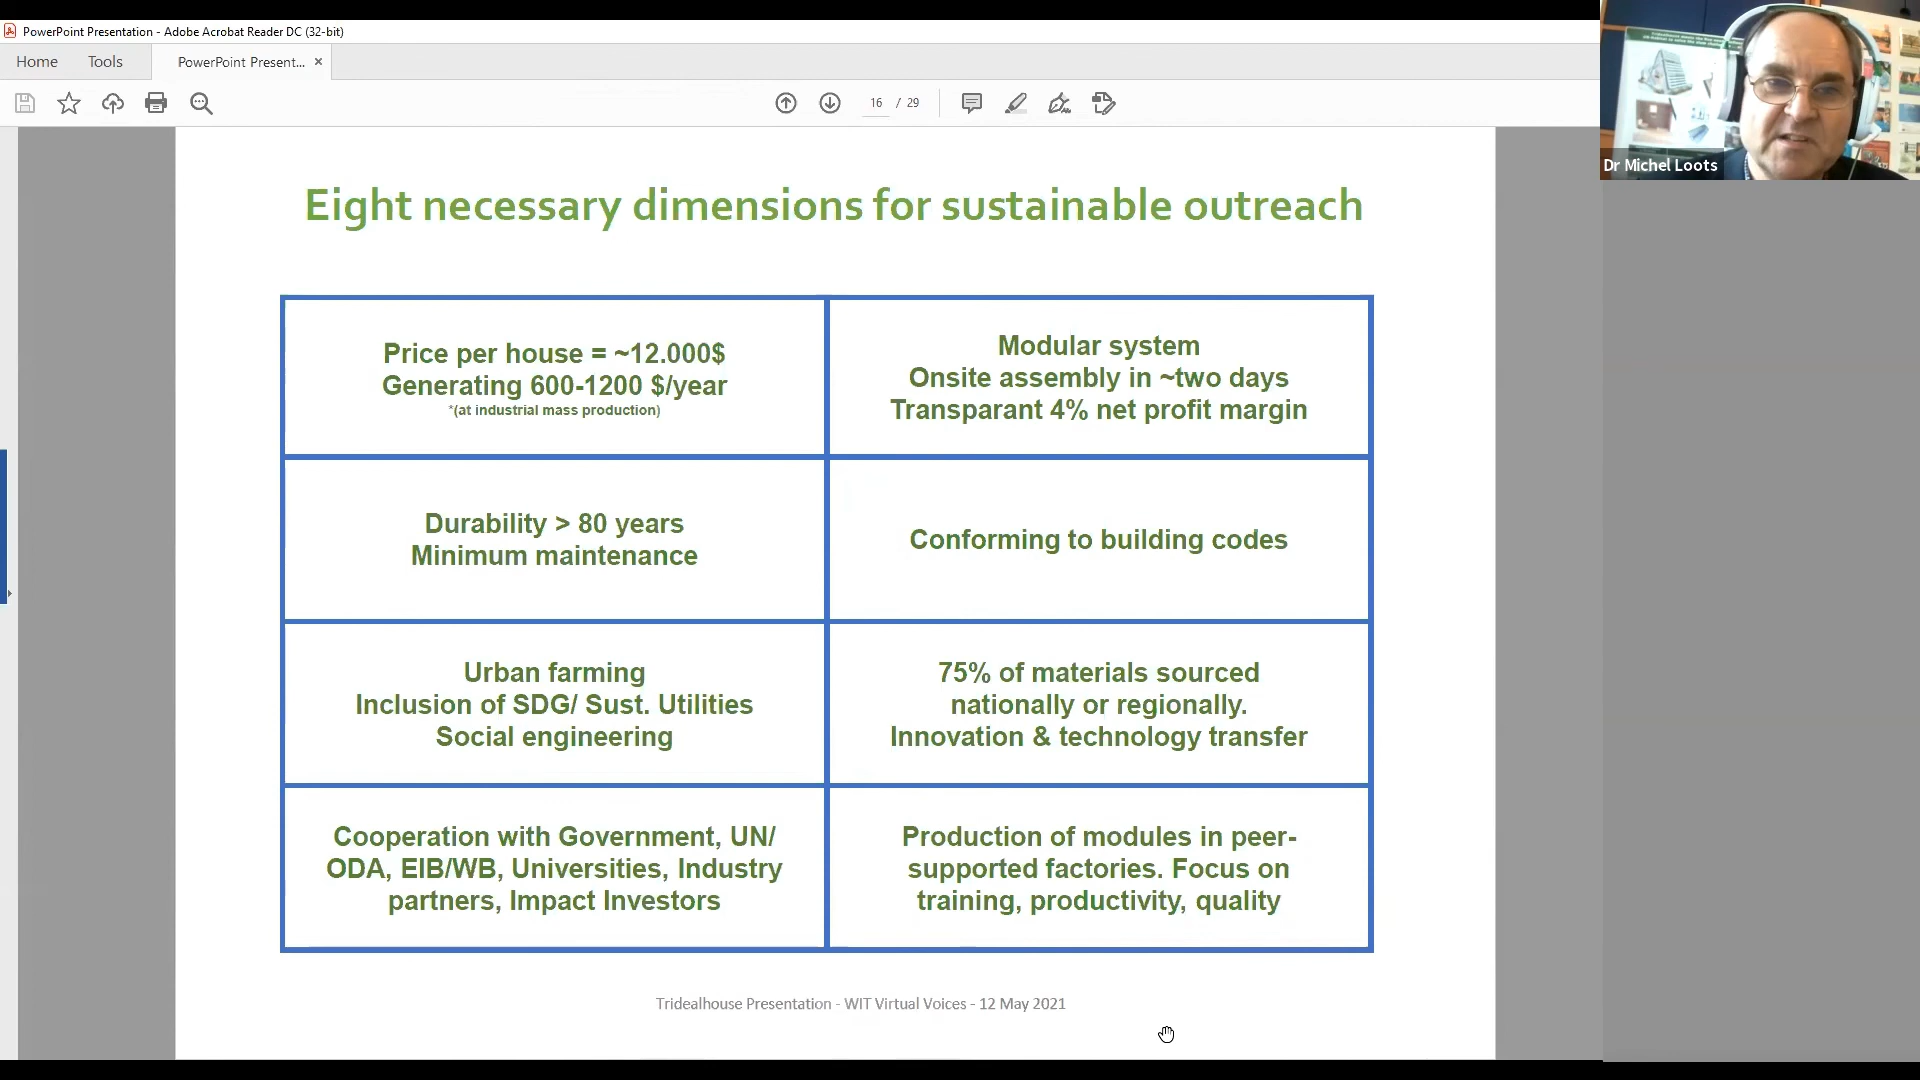 PowerPoint Presentation - Adobe Acrobat Reader DC (32-bit)
Home
Tools
PowerPoint Present...
16 / 29
Dr Michel Loots
Eight necessary dimensions for sustainable outreach
Price per house = ~12.000$
Generating 600-1200 $/year
*(at industrial mass production)
Modular system
Onsite assembly in ~two days
Transparant 4% net profit margin
Durability > 80 years
Minimum maintenance
Conforming to building codes
Urban farming
Inclusion of SDG/ Sust. Utilities
Social engineering
75% of materials sourced
nationally or regionally.
Innovation & technology transfer
Cooperation with Government, UN/
ODA, EIB/WB, Universities, Industry
partners, Impact Investors
Production of modules in peer-
supported factories. Focus on
training, productivity, quality
Tridealhouse Presentation - WIT Virtual Voices - 12 May 2021